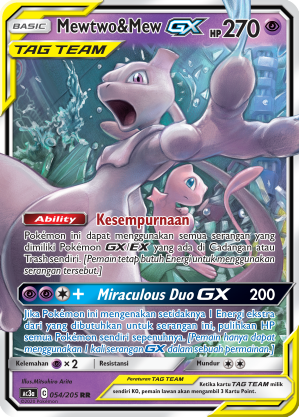 BASIC Mewtwo&Mew GX HP 270
TAG TEAM
Ability Kesempurnaan
Pokémon ini dapat menggunakan semua serangan yang
dimiliki Pokémon GX/EX yang ada di Cadangan atau
Trash sendiri. [Pemain tetap butuh Energi untuk menggunakan
serangan tersebut.]
+ Miraculous Duo GX 200
Jika Pokémon ini mengenakan setidaknya 1 Energi ekstra
dari yang dibutuhkan untuk serangan ini, pulihkan HP
semua Pokémon sendiri sepenuhnya. [Pemain hanya dapat
menggunakan 1 kali serangan GX dalam sebuah permainan.]
Kelemahan ×2 Resistansi Mundur
Illus.Mitsuhiro Arita
AC3a G 054/205 RR
Peraturan TAG TEAM
Ketika kartu TAG TEAM milik
sendiri KO, pemain lawan akan mengambil 3 Kartu Point.